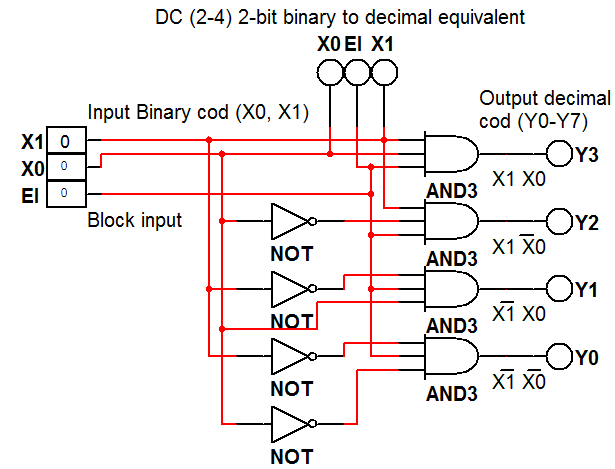 DC (2-4) 2-bit binary to decimal equivalent
X0 EI X1
Input Binary cod (X0, X1)
Output decimal
cod (Y0-Y7)
X1 0
X0 0
EI 0
Block input
AND3
X1 X0
Y3
NOT
AND3
X1 X̅0
Y2
NOT
AND3
X̅1 X0
Y1
NOT
AND3
X̅1 X̅0
Y0
NOT